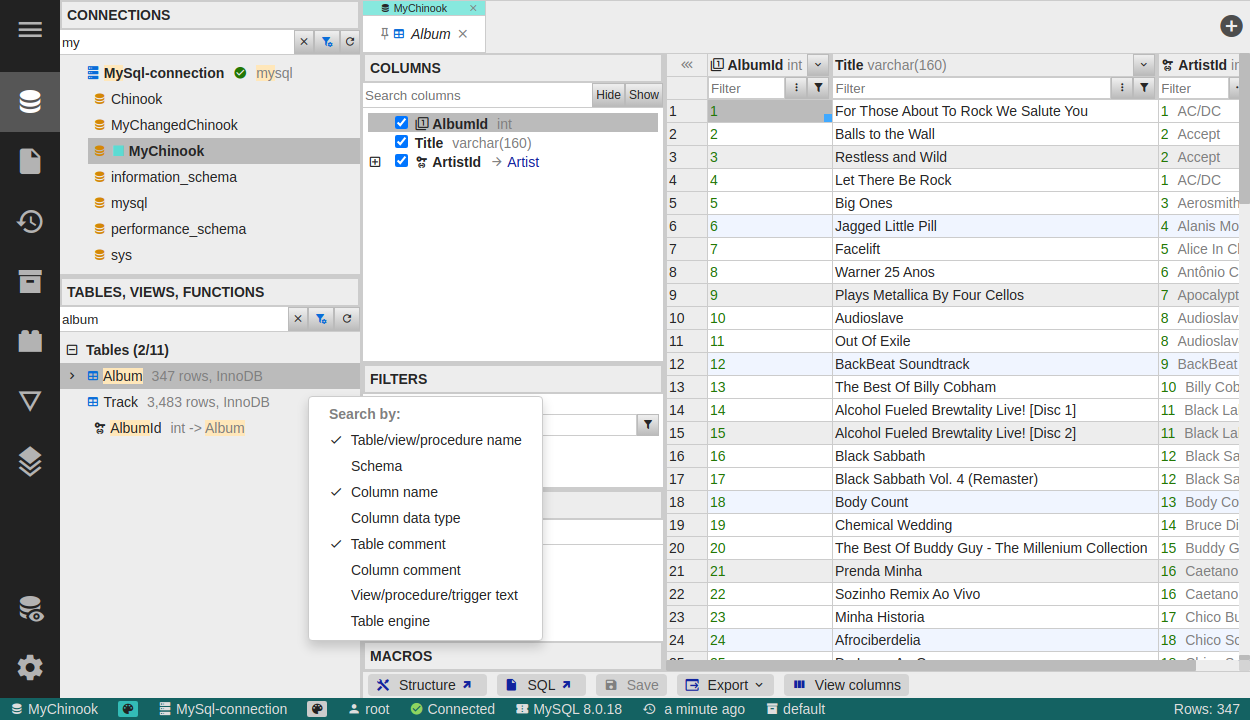 CONNECTIONS
my
MySql-connection mysql
Chinook
MyChangedChinook
MyChinook
information_schema
mysql
performance_schema
sys
TABLES, VIEWS, FUNCTIONS
album
Tables (2/11)
Album 347 rows, InnoDB
Track 3,483 rows, InnoDB
AlbumId int -> Album
Search by:
Table/view/procedure name
Schema
Column name
Column data type
Table comment
Column comment
View/procedure/trigger text
Table engine
MyChinook
Album
COLUMNS
Search columns Hide Show
AlbumId int
Title varchar(160)
ArtistId Artist
FILTERS
MACROS
AlbumId int Title varchar(160) ArtistId
Filter Filter Filter
1 1 For Those About To Rock We Salute You 1 AC/DC
2 2 Balls to the Wall 2 Accept
3 3 Restless and Wild 2 Accept
4 4 Let There Be Rock 1 AC/DC
5 5 Big Ones 3 Aerosmith
6 6 Jagged Little Pill 4 Alanis Mo
7 7 Facelift 5 Alice In C
8 8 Warner 25 Anos 6 Antônio C
9 9 Plays Metallica By Four Cellos 7 Apocalypt
10 10 Audioslave 8 Audioslav
11 11 Out Of Exile 8 Audioslav
12 12 BackBeat Soundtrack 9 BackBeat
13 13 The Best Of Billy Cobham 10 Billy Cob
14 14 Alcohol Fueled Brewtality Live! [Disc 1] 11 Black La
15 15 Alcohol Fueled Brewtality Live! [Disc 2] 11 Black La
16 16 Black Sabbath 12 Black Sa
17 17 Black Sabbath Vol. 4 (Remaster) 12 Black Sa
18 18 Body Count 13 Body Co
19 19 Chemical Wedding 14 Bruce Di
20 20 The Best Of Buddy Guy - The Millenium Collection 15 Buddy G
21 21 Prenda Minha 16 Caetano
22 22 Sozinho Remix Ao Vivo 16 Caetano
23 23 Minha Historia 17 Chico Bu
24 24 Afrociberdelia 18 Chico Sc
Structure SQL Save Export View columns
MyChinook MySql-connection root Connected MySQL 8.0.18 a minute ago default Rows: 347